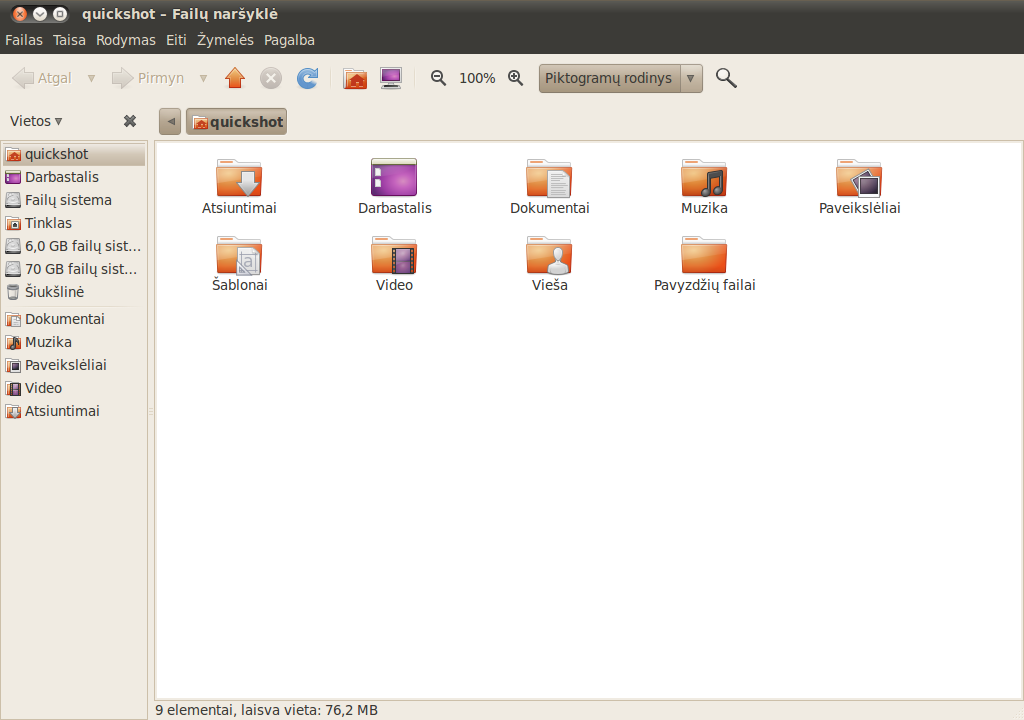 quickshot – Failų naršyklė
Failas Taisa Rodymas Eiti Žymelės Pagalba
Atgal Pirmyn 100% Piktogramų rodinys
Vietos quickshot
quickshot
Darbastalis
Failų sistema
Tinklas
6,0 GB failų sist...
70 GB failų sist...
Šiukšlinė
Dokumentai
Muzika
Paveikslėliai
Video
Atsiuntimai
Atsiuntimai Darbastalis Dokumentai Muzika Paveikslėliai
Šablonai Video Vieša Pavyzdžių failai
9 elementai, laisva vieta: 76,2 MB